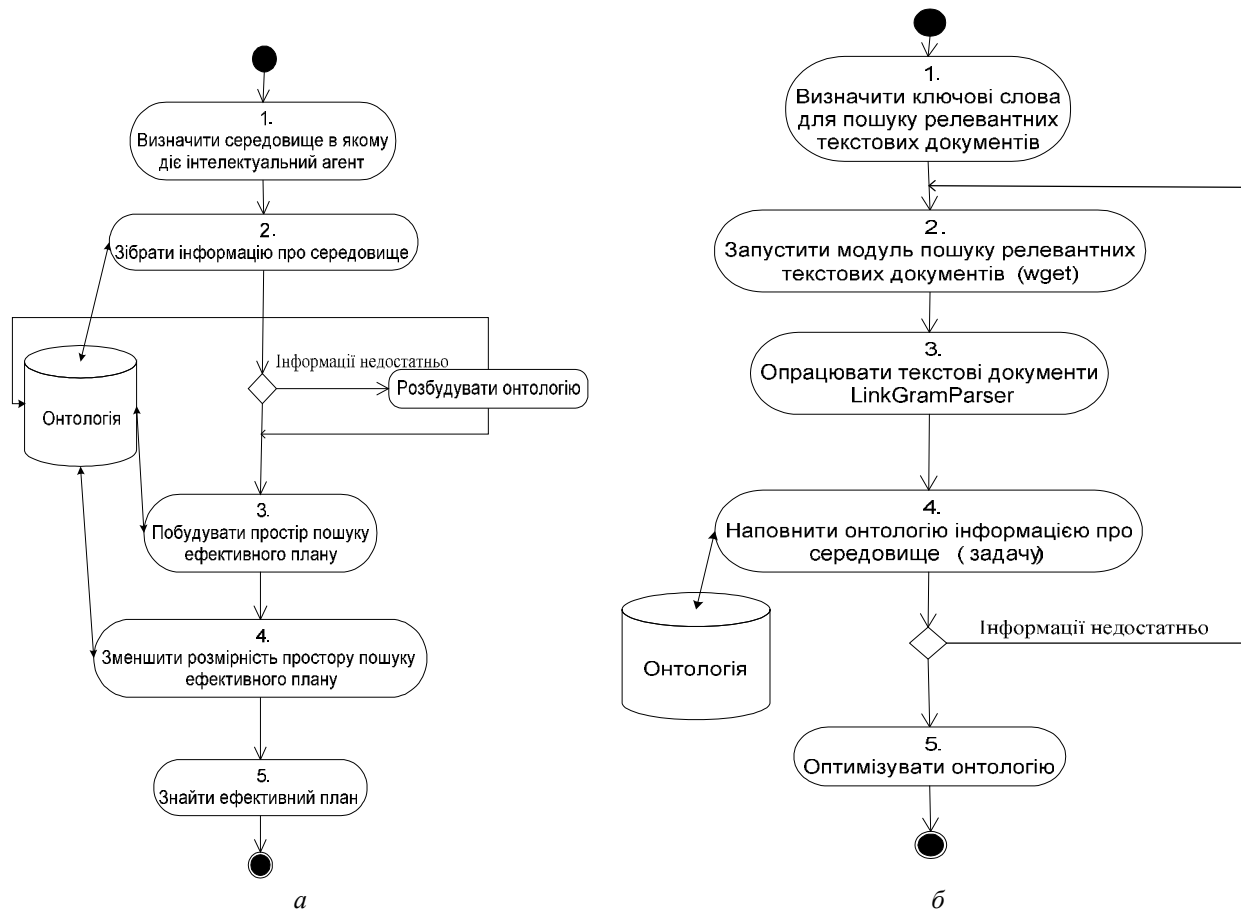 1.
Визначити середовище в якому
діє інтелектуальний агент
2.
Зібрати інформацію про середовище
Інформації недостатньо
Розбудувати онтологію
Онтологія
3.
Побудувати простір пошуку
ефективного плану
4.
Зменшити розмірність простору пошуку
ефективного плану
5.
Знайти ефективний план
а
1.
Визначити ключові слова
для пошуку релевантних
текстових документів
2.
Запустити модуль пошуку релевантних
текстових документів (wget)
3.
Опрацювати текстові документи
LinkGramParser
4.
Наповнити онтологію інформацією про
середовище ( задачу)
Інформації недостатньо
Онтологія
5.
Оптимізувати онтологію
б